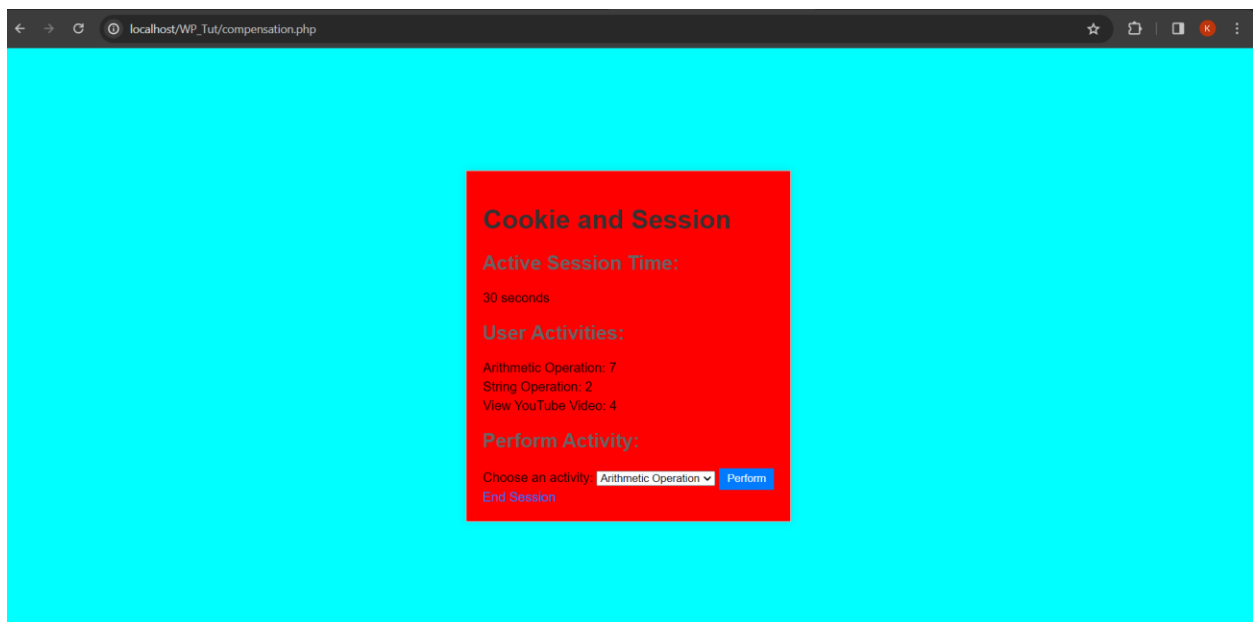 localhost/WP_Tut/compensation.php
K
Cookie and Session
Active Session Time:
30 seconds
User Activities:
Arithmetic Operation: 7
String Operation: 2
View YouTube Video: 4
Perform Activity:
Choose an activity: Arithmetic Operation Perform
End Session